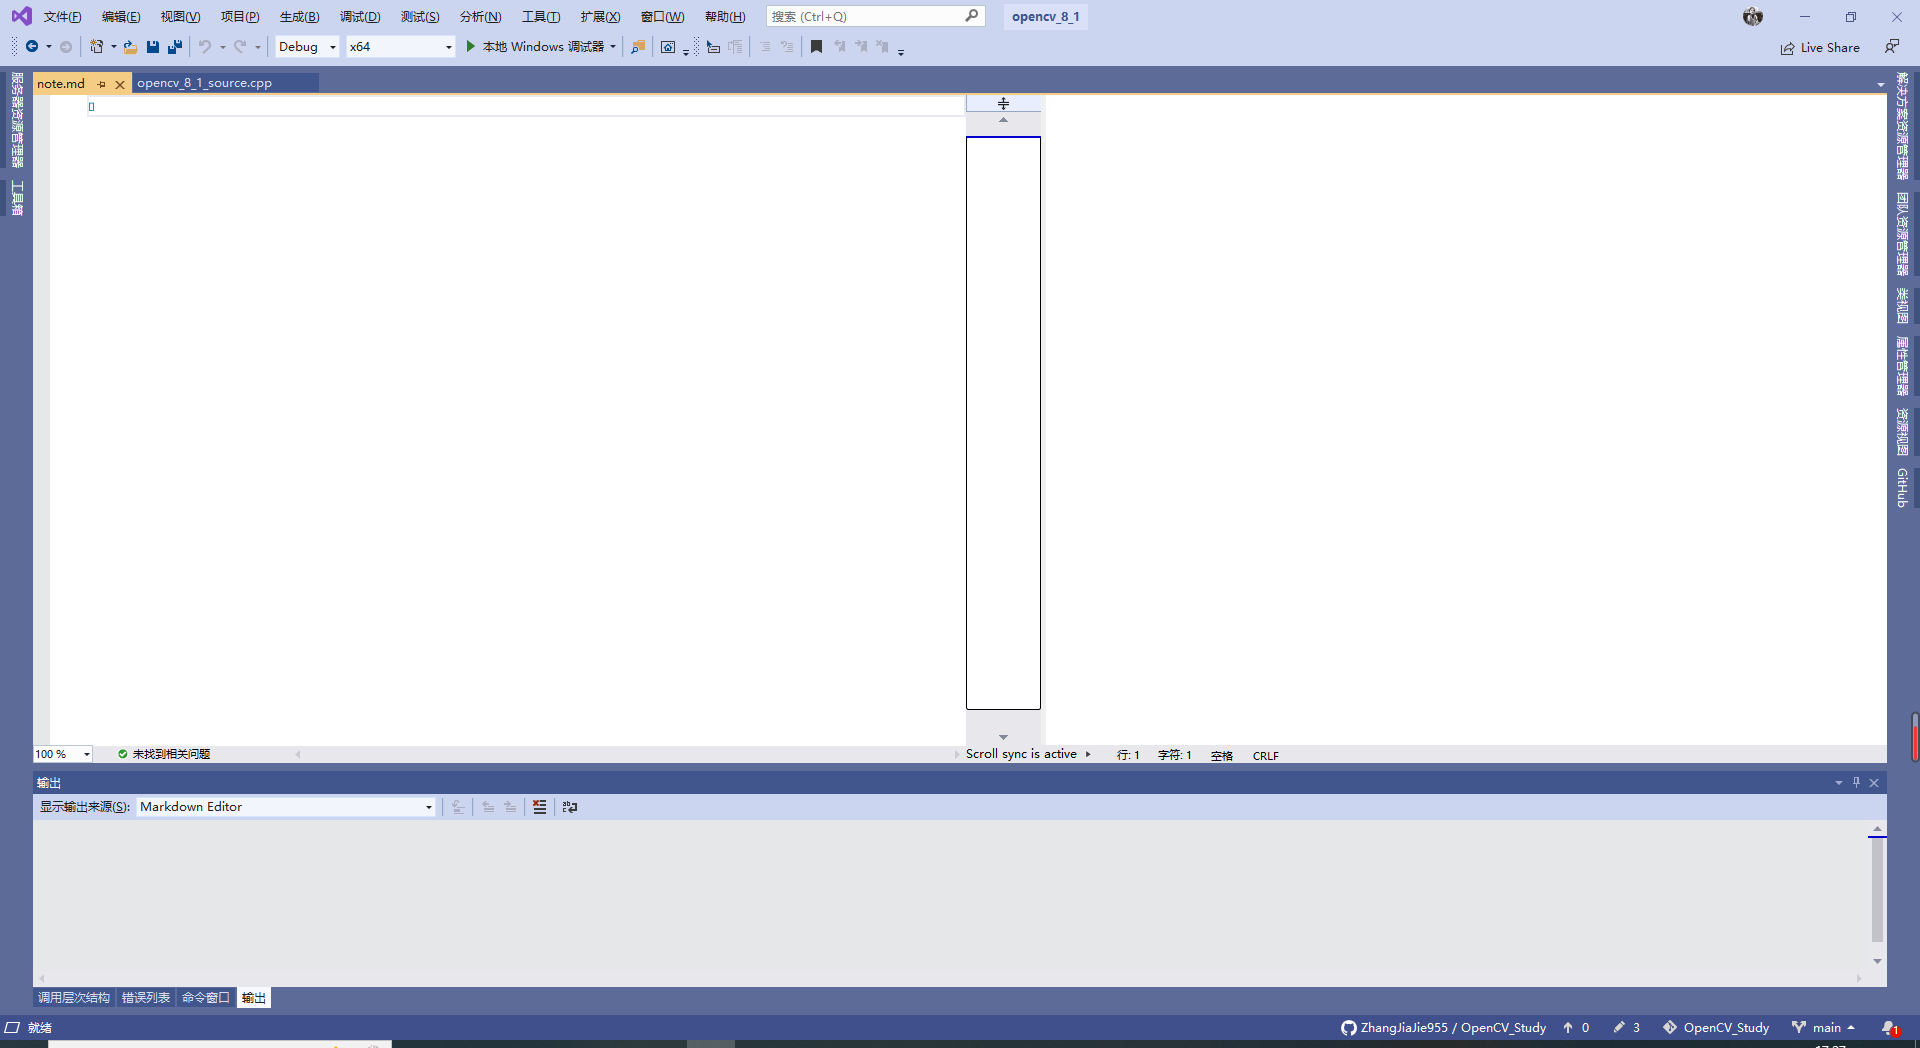 文件(F) 编辑(E) 视图(V) 项目(P) 生成(B) 调试(D) 测试(S) 分析(N) 工具(T) 扩展(X) 窗口(W) 帮助(H) 搜索 (Ctrl+Q) opencv_8_1
Debug x64 本地 Windows 调试器 Live Share
note.md opencv_8_1_source.cpp
服务器资源管理器
工具箱
解决方案资源管理器
团队资源管理器
类视图
属性管理器
资源视图
GitHub
100 % 未找到相关问题 Scroll sync is active 行: 1 字符: 1 空格 CRLF
输出
显示输出来源(S): Markdown Editor
调用层次结构 错误列表 命令窗口 输出
就绪 ZhangJiaJie955 / OpenCV_Study 0 3 OpenCV_Study main 1